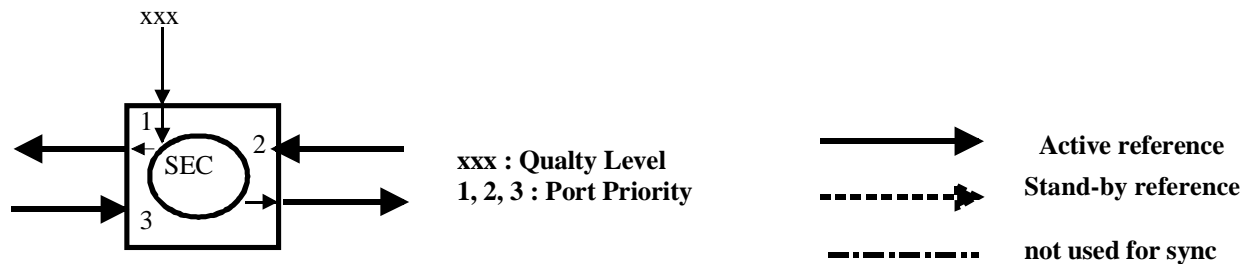 xxx
1
2
SEC
3
xxx : Qualty Level
1, 2, 3 : Port Priority
Active reference
Stand-by reference
not used for sync